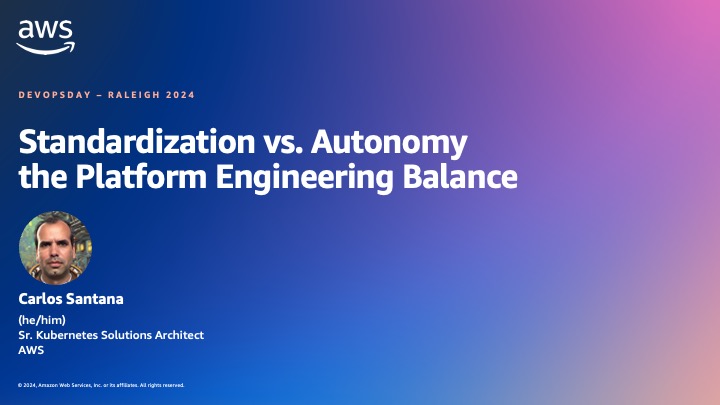 aws
DEVOPSDAY – RALEIGH 2024
Standardization vs. Autonomy
the Platform Engineering Balance
Carlos Santana
(he/him)
Sr. Kubernetes Solutions Architect
AWS
© 2024, Amazon Web Services, Inc. or its affiliates. All rights reserved.